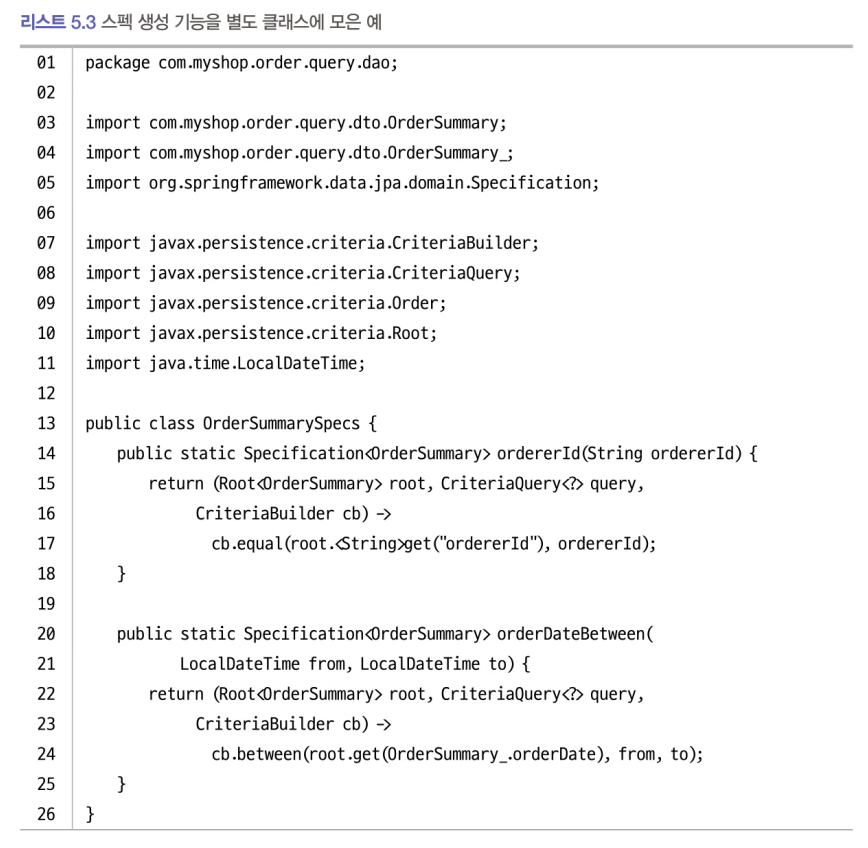 리스트 5.3 스펙 생성 기능을 별도 클래스에 모은 예
01 package com.myshop.order.query.dao;
02
03 import com.myshop.order.query.dto.OrderSummary;
04 import com.myshop.order.query.dto.OrderSummary_;
05 import org.springframework.data.jpa.domain.Specification;
06
07 import javax.persistence.criteria.CriteriaBuilder;
08 import javax.persistence.criteria.CriteriaQuery;
09 import javax.persistence.criteria.Order;
10 import javax.persistence.criteria.Root;
11 import java.time.LocalDateTime;
12
13 public class OrderSummarySpecs {
14     public static Specification<OrderSummary> ordererId(String ordererId) {
15         return (Root<OrderSummary> root, CriteriaQuery<?> query,
16               CriteriaBuilder cb) ->
17                 cb.equal(root.<String>get("ordererId"), ordererId);
18     }
19
20     public static Specification<OrderSummary> orderDateBetween(
21             LocalDateTime from, LocalDateTime to) {
22         return (Root<OrderSummary> root, CriteriaQuery<?> query,
23               CriteriaBuilder cb) ->
24                 cb.between(root.get(OrderSummary_.orderDate), from, to);
25     }
26 }